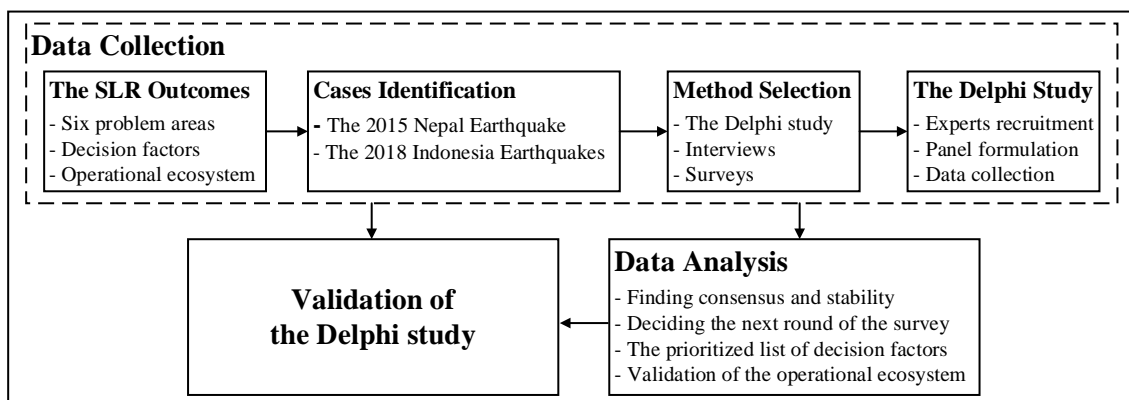 Data Collection
The SLR Outcomes
- Six problem areas
- Decision factors
- Operational ecosystem
Cases Identification
- The 2015 Nepal Earthquake
- The 2018 Indonesia Earthquakes
Method Selection
- The Delphi study
- Interviews
- Surveys
The Delphi Study
- Experts recruitment
- Panel formulation
- Data collection
Validation of
the Delphi study
Data Analysis
- Finding consensus and stability
- Deciding the next round of the survey
- The prioritized list of decision factors
- Validation of the operational ecosystem